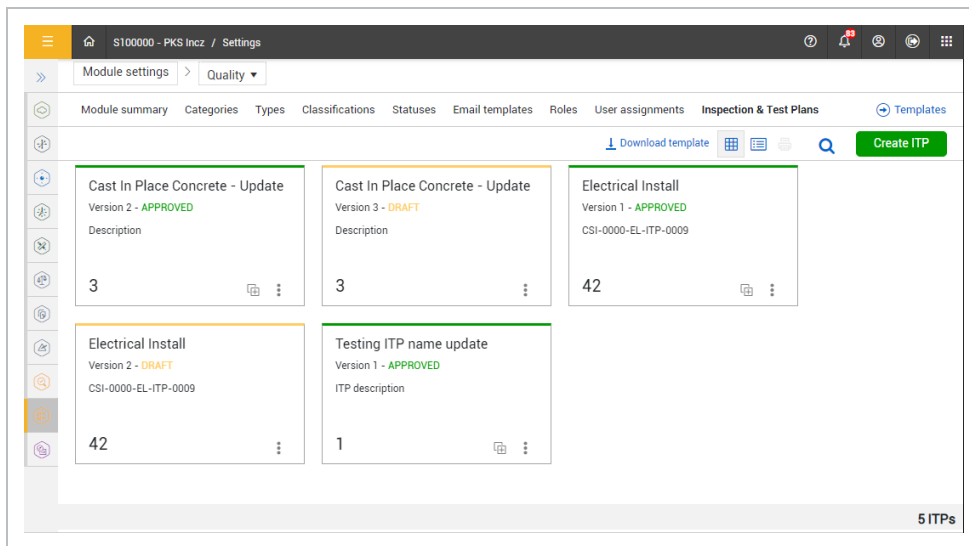 S100000 - PKS Incz / Settings
83
Module settings > Quality
Module summary Categories Types Classifications Statuses Email templates Roles User assignments Inspection & Test Plans Templates
Download template Create ITP
Cast In Place Concrete - Update
Version 2 - APPROVED
Description
3
Cast In Place Concrete - Update
Version 3 - DRAFT
Description
3
Electrical Install
Version 1 - APPROVED
CSI-0000-EL-ITP-0009
42
Electrical Install
Version 2 - DRAFT
CSI-0000-EL-ITP-0009
42
Testing ITP name update
Version 1 - APPROVED
ITP description
1
5 ITPs